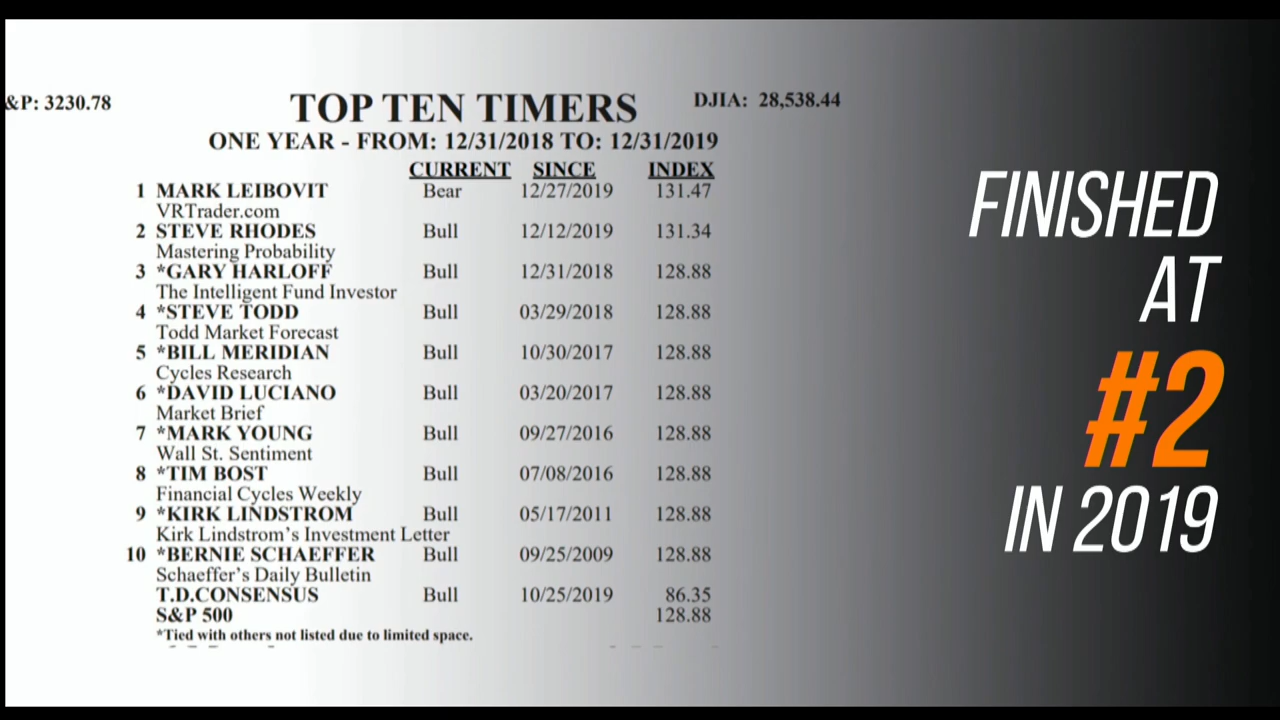 &P: 3230.78
TOP TEN TIMERS
DJIA: 28,538.44
ONE YEAR - FROM: 12/31/2018 TO: 12/31/2019
CURRENT SINCE INDEX
1 MARK LEIBOVIT Bear 12/27/2019 131.47
VRTrader.com
2 STEVE RHODES Bull 12/12/2019 131.34
Mastering Probability
3 *GARY HARLOFF Bull 12/31/2018 128.88
The Intelligent Fund Investor
4 *STEVE TODD Bull 03/29/2018 128.88
Todd Market Forecast
5 *BILL MERIDIAN Bull 10/30/2017 128.88
Cycles Research
6 *DAVID LUCIANO Bull 03/20/2017 128.88
Market Brief
7 *MARK YOUNG Bull 09/27/2016 128.88
Wall St. Sentiment
8 *TIM BOST Bull 07/08/2016 128.88
Financial Cycles Weekly
9 *KIRK LINDSTROM Bull 05/17/2011 128.88
Kirk Lindstrom's Investment Letter
10 *BERNIE SCHAEFFER Bull 09/25/2009 128.88
Schaeffer's Daily Bulletin
T.D.CONSENSUS Bull 10/25/2019 86.35
S&P 500 128.88
*Tied with others not listed due to limited space.
FINISHED
AT
#2
IN 2019